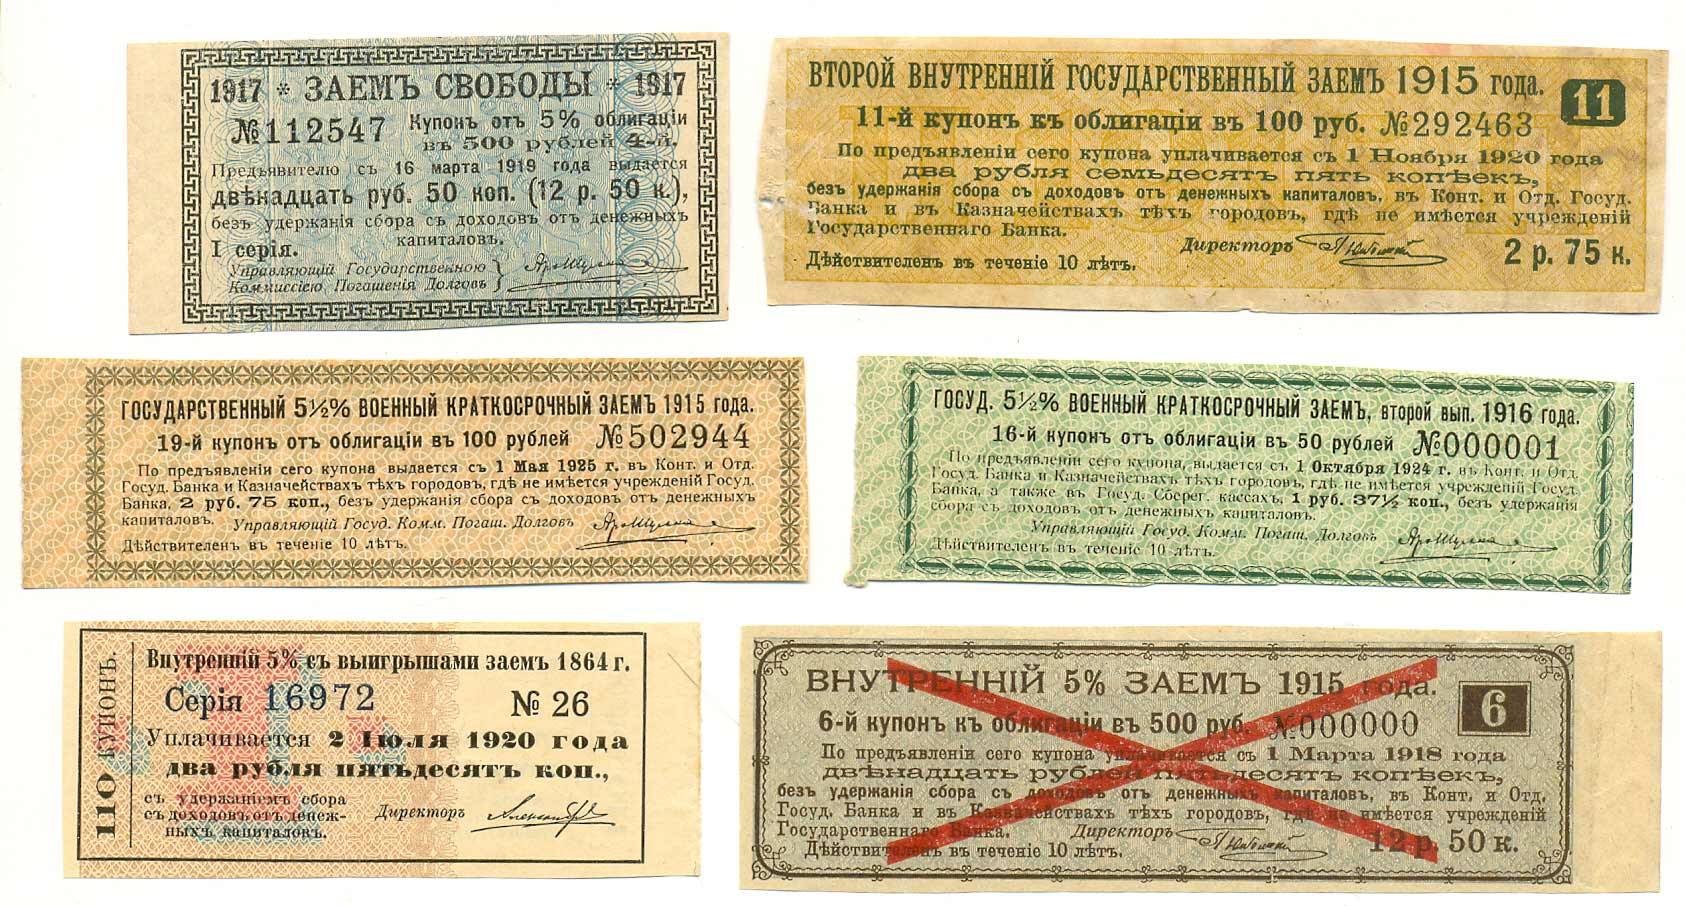 1917 * ЗАЕМЪ СВОБОДЫ * 1917
№112547 Купонъ отъ 5% облигаціи
въ 500 рублей 4-й.
Предъявителю съ 16 марта 1919 года выдается
двѣнадцать руб. 50 коп. (12 р. 50 к.),
безъ удержанія сбора съ доходовъ отъ денежныхъ
капиталовъ.
I серія.
Управляющій Государственною
Коммиссіею Погашенія Долговъ
ВТОРОЙ ВНУТРЕННІЙ ГОСУДАРСТВЕННЫЙ ЗАЕМЪ 1915 года.
11
11-й купонъ къ облигаціи въ 100 руб. №292463
По предъявленіи сего купона уплачивается съ 1 Ноября 1920 года
два рубля семьдесятъ пять копѣекъ,
безъ удержанія сбора съ доходовъ отъ денежныхъ капиталовъ, въ Конт. и Отд. Госуд.
Банка и въ Казначействахъ тѣхъ городовъ, гдѣ не имѣется учрежденій
Государственнаго Банка.
Директоръ
Дѣйствителенъ въ теченіе 10 лѣтъ.
2 р. 75 к.
ГОСУДАРСТВЕННЫЙ 5½% ВОЕННЫЙ КРАТКОСРОЧНЫЙ ЗАЕМЪ 1915 года.
19-й купонъ отъ облигаціи въ 100 рублей №502944
По предъявленіи сего купона выдается съ 1 Мая 1925 г. въ Конт. и Отд.
Госуд. Банка и Казначействахъ тѣхъ городовъ, гдѣ не имѣется учрежденій Госуд.
Банка, 2 руб. 75 коп., безъ удержанія сбора съ доходовъ отъ денежныхъ
капиталовъ. Управляющій Госуд. Комм. Погаш. Долговъ
Дѣйствителенъ въ теченіе 10 лѣтъ.
ГОСУД. 5½% ВОЕННЫЙ КРАТКОСРОЧНЫЙ ЗАЕМЪ, второй вып. 1916 года.
16-й купонъ отъ облигаціи въ 50 рублей №000001
По предъявленіи сего купона, выдается съ 1 Октября 1924 г. въ Конт. и Отд.
Госуд. Банка и Казначействахъ тѣхъ городовъ, гдѣ не имѣется учрежденій Госуд.
Банка, а также въ Госуд. Сберег. кассахъ, 1 руб. 37½ коп., безъ удержанія
сбора съ доходовъ отъ денежныхъ капиталовъ.
Управляющій Госуд. Комм. Погаш. Долговъ
Дѣйствителенъ въ теченіе 10 лѣтъ.
110 КУПОНЪ.
Внутренній 5% съ выигрышами заемъ 1864 г.
Серія 16972 № 26
Уплачивается 2 Іюля 1920 года
два рубля пятьдесятъ коп.,
съ удержаніемъ сбора
съ доходовъ отъ денеж-
ныхъ капиталовъ.
Директоръ
ВНУТРЕННІЙ 5% ЗАЕМЪ 1915 года.
6
6-й купонъ къ облигаціи въ 500 руб. №000000
По предъявленіи сего купона уплачивается съ 1 Марта 1918 года
двѣнадцать рублей пятьдесятъ копѣекъ,
безъ удержанія сбора съ доходовъ отъ денежныхъ капиталовъ, въ Конт. и Отд.
Госуд. Банка и въ Казначействахъ тѣхъ городовъ, гдѣ не имѣется учрежденій
Государственнаго Банка. Директоръ
Дѣйствителенъ въ теченіе 10 лѣтъ.
12 р. 50 к.